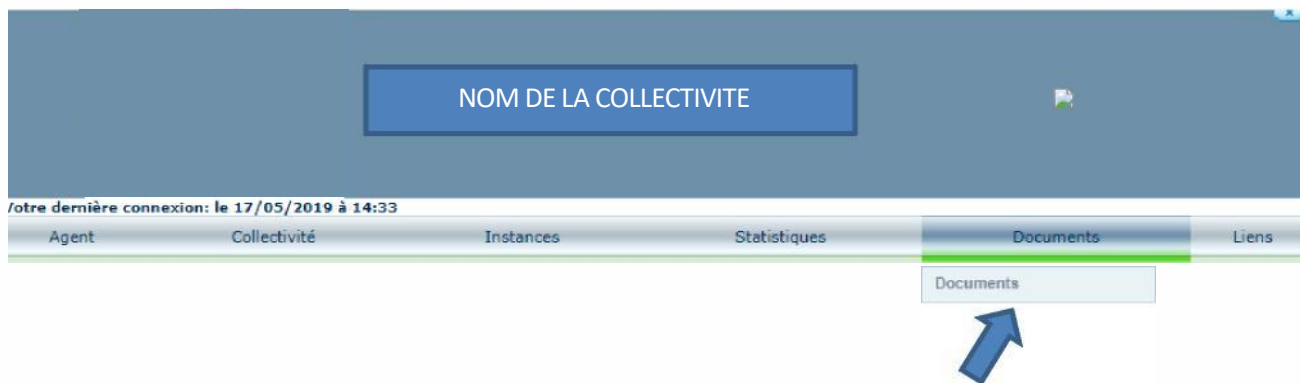 NOM DE LA COLLECTIVITE
Votre dernière connexion: le 17/05/2019 à 14:33
Agent Collectivité Instances Statistiques Documents Liens
Documents